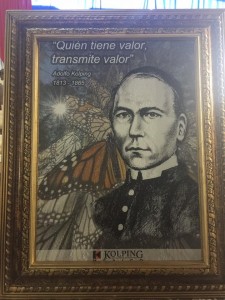 “Quién tiene valor,
transmite valor”
Adolfo Kolping
1813 - 1865
KOLPING